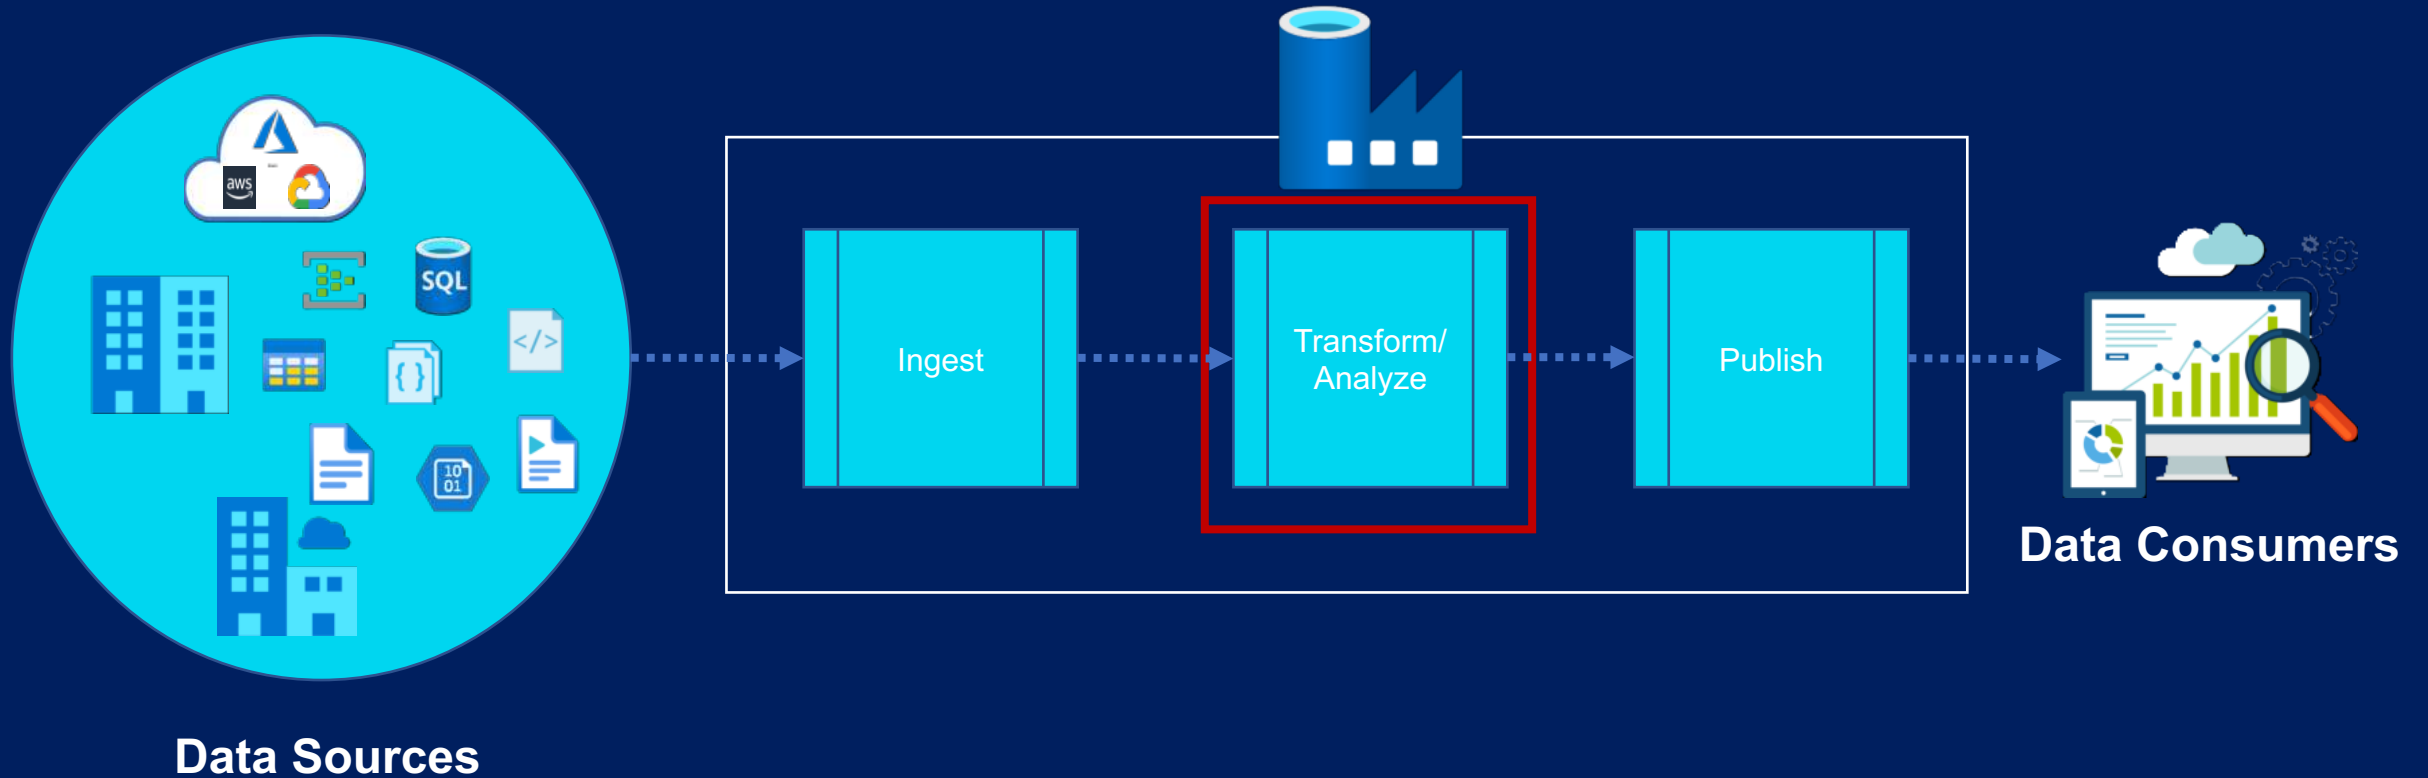 aws
SQL
</>
{ }
10
01
Data Sources
Ingest
Transform/
Analyze
Publish
Data Consumers